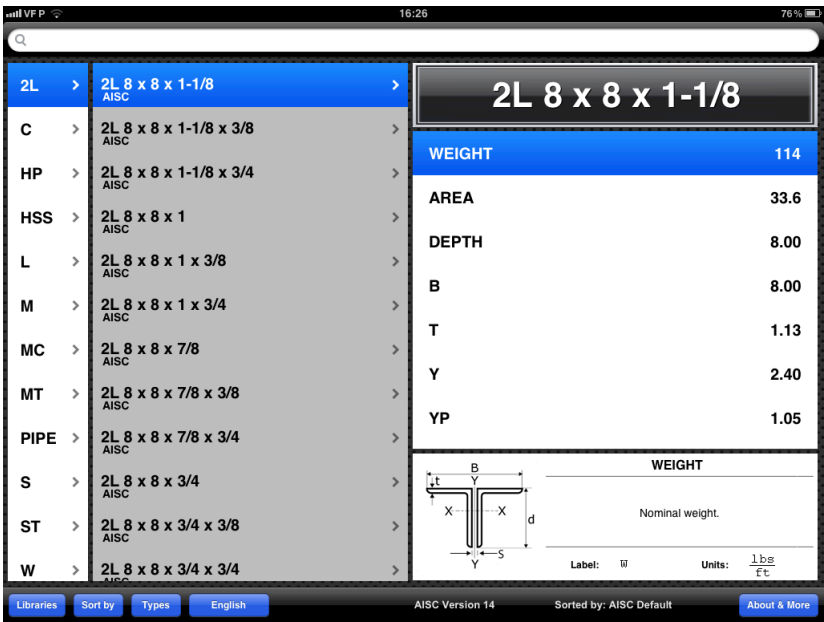 VF P 16:26 76%
2L
C
HP
HSS
L
M
MC
MT
PIPE
S
ST
W
2L 8 x 8 x 1-1/8
AISC
2L 8 x 8 x 1-1/8 x 3/8
AISC
2L 8 x 8 x 1-1/8 x 3/4
AISC
2L 8 x 8 x 1
AISC
2L 8 x 8 x 1 x 3/8
AISC
2L 8 x 8 x 1 x 3/4
AISC
2L 8 x 8 x 7/8
AISC
2L 8 x 8 x 7/8 x 3/8
AISC
2L 8 x 8 x 7/8 x 3/4
AISC
2L 8 x 8 x 3/4
AISC
2L 8 x 8 x 3/4 x 3/8
AISC
2L 8 x 8 x 3/4 x 3/4
AISC
2L 8 x 8 x 1-1/8
WEIGHT 114
AREA 33.6
DEPTH 8.00
B 8.00
T 1.13
Y 2.40
YP 1.05
B
t Y
X X d
S
Y
WEIGHT
Nominal weight.
Label: W Units: lbs
ft
Libraries Sort by Types English AISC Version 14 Sorted by: AISC Default About & More